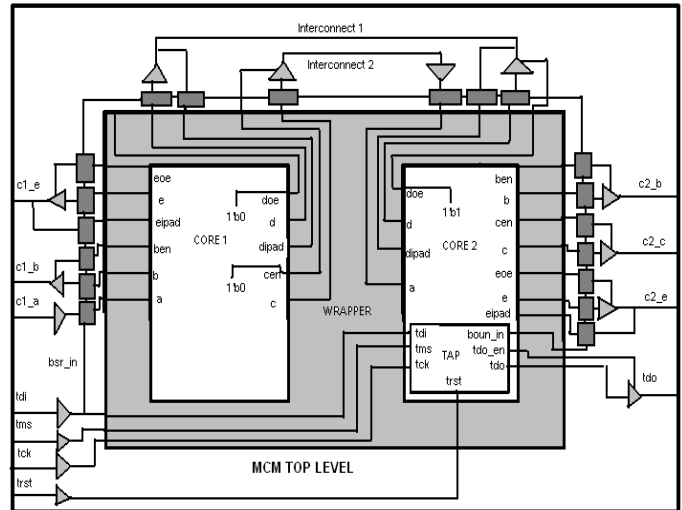 Interconnect 1
Interconnect 2
c1_e
c1_b
c1_a
bsr_in
tdi
tms
tck
trst
eoe
e
eipad
ben
b
a
CORE 1
1'b0
1'b0
doe
d
dipad
cen
c
WRAPPER
doe
1'b1
d
dipad
CORE 2
a
ben
b
cen
c
eoe
e
eipad
tdi
tms
tck
TAP
trst
boun_in
tdo_en
tdo
c2_b
c2_c
c2_e
tdo
MCM TOP LEVEL